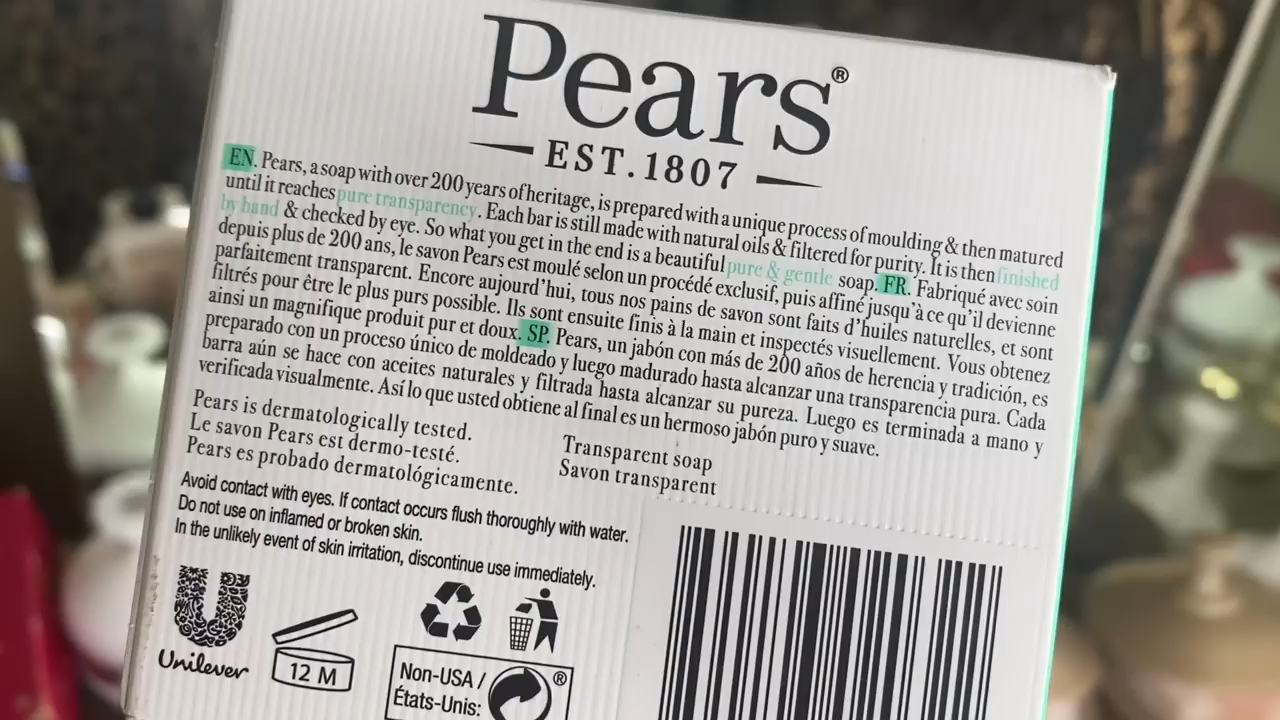 Pears®
EST.1807
EN. Pears, a soap with over 200 years of heritage, is prepared with a unique process of moulding & then matured
until it reaches pure transparency. Each bar is still made with natural oils & filtered for purity. It is then finished
by hand & checked by eye. So what you get in the end is a beautiful pure & gentle soap. FR. Fabriqué avec soin
depuis plus de 200 ans, le savon Pears est moulé selon un procédé exclusif, puis affiné jusqu'à ce qu'il devienne
parfaitement transparent. Encore aujourd'hui, tous nos pains de savon sont faits d'huiles naturelles, et sont
filtrés pour être le plus purs possible. Ils sont ensuite finis à la main et inspectés visuellement. Vous obtenez
ainsi un magnifique produit pur et doux. SP. Pears, un jabón con más de 200 años de herencia y tradición, es
preparado con un proceso único de moldeado y luego madurado hasta alcanzar una transparencia pura. Cada
barra aún se hace con aceites naturales y filtrada hasta alcanzar su pureza. Luego es terminada a mano y
verificada visualmente. Así lo que usted obtiene al final es un hermoso jabón puro y suave.
Pears is dermatologically tested.
Le savon Pears est dermo-testé.
Pears es probado dermatológicamente.
Transparent soap
Savon transparent
Avoid contact with eyes. If contact occurs flush thoroughly with water.
Do not use on inflamed or broken skin.
In the unlikely event of skin irritation, discontinue use immediately.
Unilever
12 M
Non-USA /
États-Unis:
®